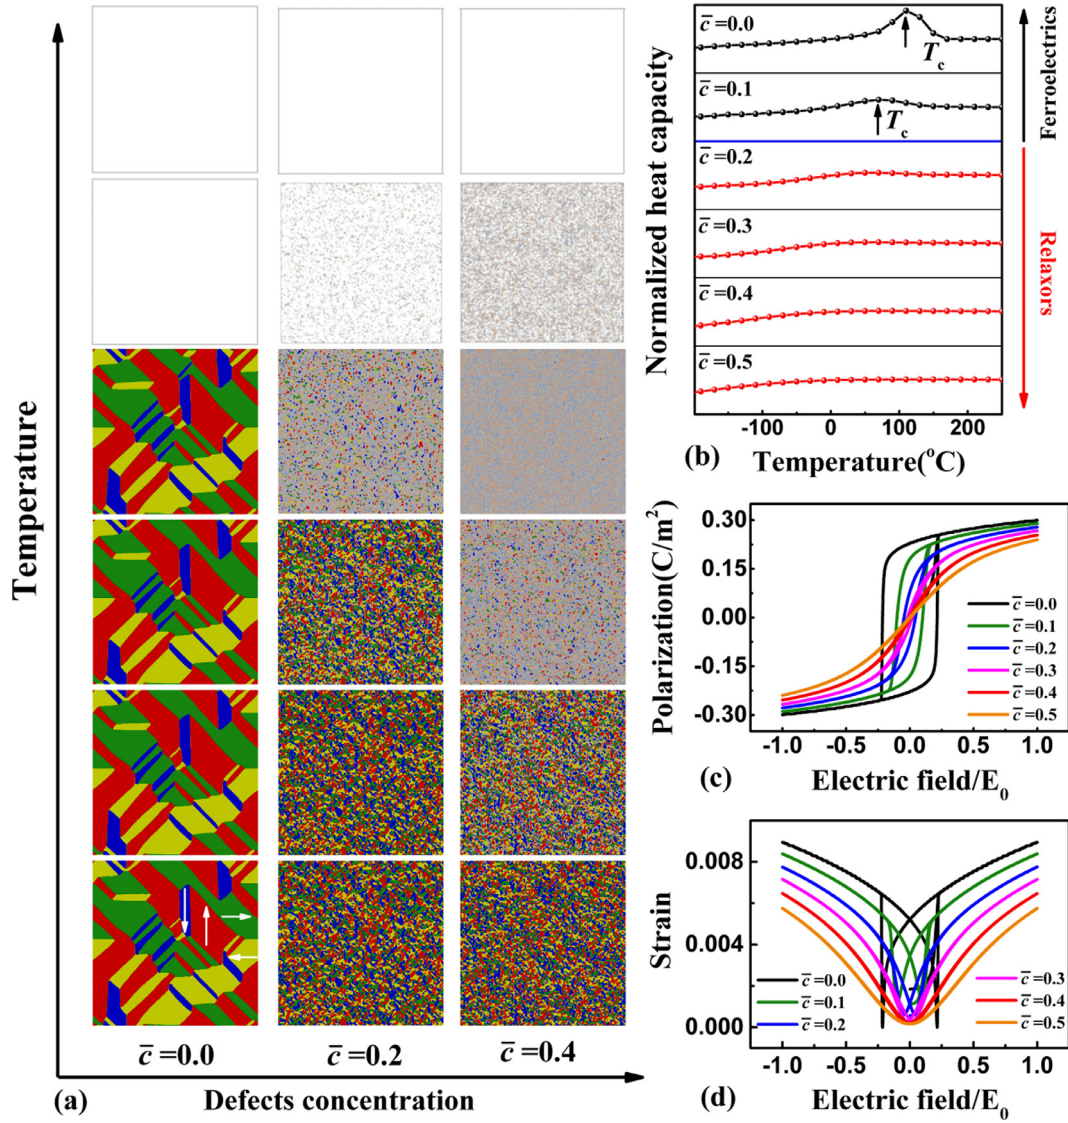 Temperature
c̄ =0.0
c̄ =0.2
c̄ =0.4
(a)
Defects concentration
Normalized heat capacity
c̄ =0.0
T_c
c̄ =0.1
T_c
c̄ =0.2
c̄ =0.3
c̄ =0.4
c̄ =0.5
Ferroelectrics
Relaxors
-100 0 100 200
(b)
Temperature(°C)
Polarization(C/m²)
0.30
0.15
0.00
-0.15
-0.30
c̄ =0.0
c̄ =0.1
c̄ =0.2
c̄ =0.3
c̄ =0.4
c̄ =0.5
-1.0 -0.5 0.0 0.5 1.0
(c)
Electric field/E₀
Strain
0.008
0.004
0.000
c̄ =0.0
c̄ =0.1
c̄ =0.2
c̄ =0.3
c̄ =0.4
c̄ =0.5
-1.0 -0.5 0.0 0.5 1.0
(d)
Electric field/E₀